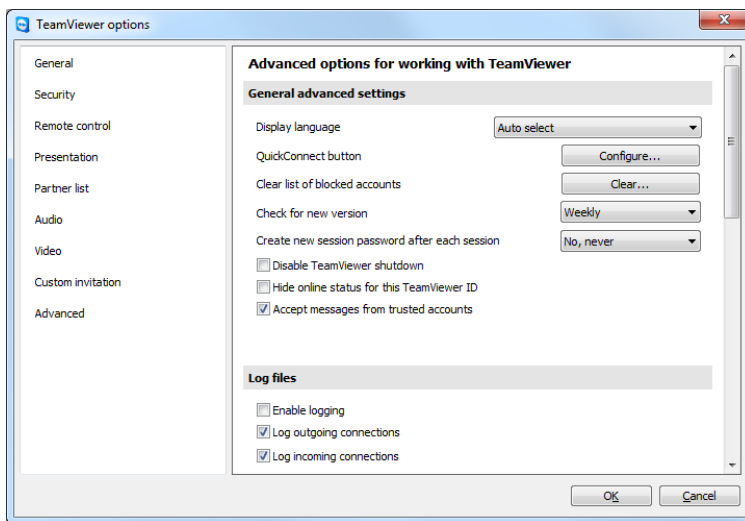 TeamViewer options
General
Security
Remote control
Presentation
Partner list
Audio
Video
Custom invitation
Advanced
Advanced options for working with TeamViewer
General advanced settings
Display language Auto select
QuickConnect button Configure...
Clear list of blocked accounts Clear...
Check for new version Weekly
Create new session password after each session No, never
Disable TeamViewer shutdown
Hide online status for this TeamViewer ID
Accept messages from trusted accounts
Log files
Enable logging
Log outgoing connections
Log incoming connections
OK Cancel